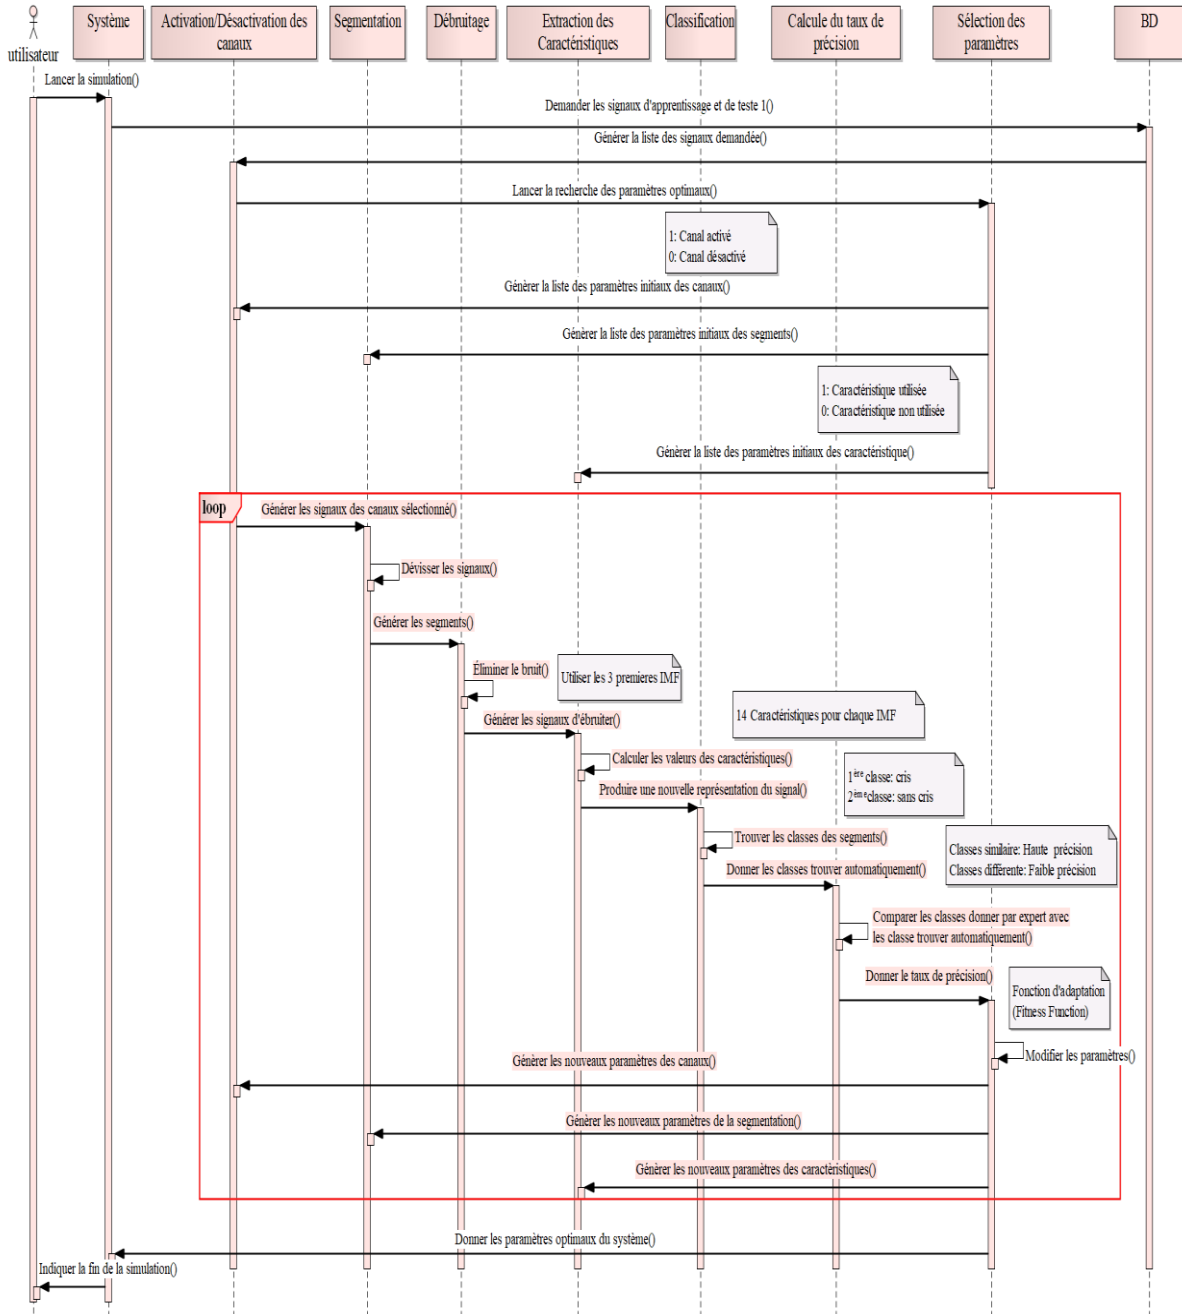 utilisateur
Système
Activation/Désactivation des
canaux
Segmentation
Débruitage
Extraction des
Caractéristiques
Classification
Calcule du taux de
précision
Sélection des
paramètres
BD
Lancer la simulation()
Demander les signaux d'apprentissage et de teste 1()
Générer la liste des signaux demandée()
Lancer la recherche des paramètres optimaux()
1: Canal activé
0: Canal désactivé
Génèrer la liste des paramètres initiaux des canaux()
Génèrer la liste des paramètres initiaux des segments()
1: Caractéristique utilisée
0: Caractéristique non utilisée
Génèrer la liste des paramètres initiaux des caractéristique()
loop
Générer les signaux des canaux sélectionné()
Dévisser les signaux()
Générer les segments()
Éliminer le bruit()
Utiliser les 3 premieres IMF
Générer les signaux d'ébruiter()
14 Caractéristiques pour chaque IMF
Calculer les valeurs des caractéristiques()
1ère classe: cris
2ème classe: sans cris
Produire une nouvelle représentation du signal()
Trouver les classes des segments()
Classes similaire: Haute précision
Classes différente: Faible précision
Donner les classes trouver automatiquement()
Comparer les classes donner par expert avec
les classe trouver automatiquement()
Donner le taux de précision()
Fonction d'adaptation
(Fitness Function)
Modifier les paramètres()
Générer les nouveaux paramètres des canaux()
Génèrer les nouveaux paramètres de la segmentation()
Génèrer les nouveaux paramètres des caractèristiques()
Donner les paramètres optimaux du système()
Indiquer la fin de la simulation()